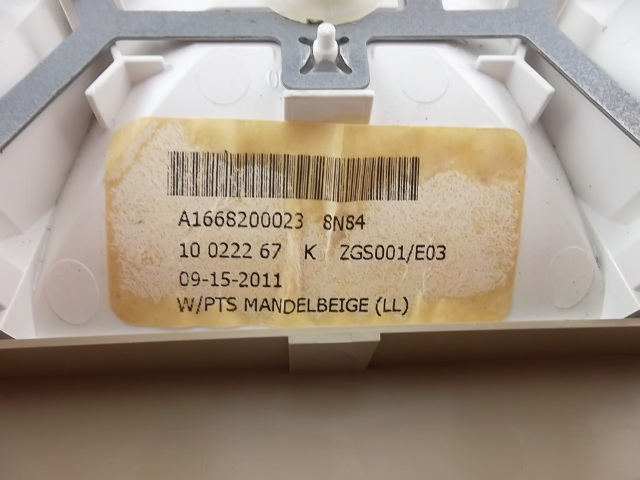 A1668200023 8N84
10 0222 67 K ZGS001/E03
09-15-2011
W/PTS MANDELBEIGE (LL)